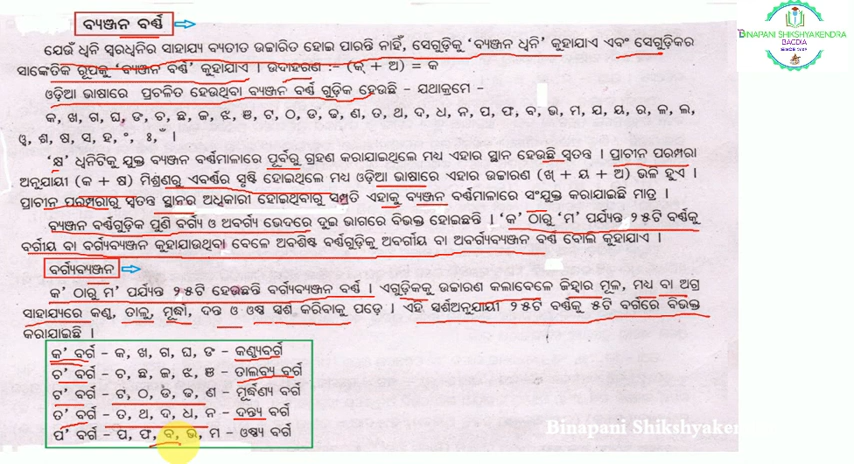 ବ୍ୟଞ୍ଜନ ବର୍ଣ୍ଣ
BINAPANI SHIKSHYAKENDRA
BAGDIA
ଯେଉଁ ଧ୍ୱନି ସ୍ୱରଧ୍ୱନିର ସାହାଯ୍ୟ ବ୍ୟତୀତ ଉଚ୍ଚାରିତ ହୋଇ ପାରନ୍ତି ନାହିଁ, ସେଗୁଡ଼ିକୁ ‘ବ୍ୟଞ୍ଜନ ଧ୍ୱନି’ କୁହାଯାଏ ଏବଂ ସେଗୁଡ଼ିକର
ସାଙ୍କେତିକ ରୂପକୁ ‘ବ୍ୟଞ୍ଜନ ବର୍ଣ୍ଣ’ କୁହାଯାଏ । ଉଦାହରଣ :- (କ୍ + ଅ) = କ
ଓଡ଼ିଆ ଭାଷାରେ ପ୍ରଚଳିତ ହେଉଥିବା ବ୍ୟଞ୍ଜନ ବର୍ଣ୍ଣ ଗୁଡ଼ିକ ହେଉଛି - ଯଥାକ୍ରମେ -
କ, ଖ, ଗ, ଘ, ଙ, ଚ, ଛ, ଜ, ଝ, ଞ, ଟ, ଠ, ଡ, ଢ, ଣ, ତ, ଥ, ଦ, ଧ, ନ, ପ, ଫ, ବ, ଭ, ମ, ଯ, ୟ, ର, ଳ, ଲ,
ୱ, ଶ, ଷ, ସ, ହ, ଂ, ଃ, ଁ ।
‘କ୍ଷ’ ଧ୍ୱନିଟିକୁ ଯୁକ୍ତ ବ୍ୟଞ୍ଜନ ବର୍ଣ୍ଣମାଳାରେ ପୂର୍ବରୁ ଗ୍ରହଣ କରାଯାଇଥିଲେ ମଧ୍ୟ ଏହାର ସ୍ଥାନ ହେଉଛି ସ୍ୱତନ୍ତ୍ର । ପ୍ରାଚୀନ ପରମ୍ପରା
ଅନୁଯାୟୀ (କ + ଷ) ମିଶ୍ରଣରୁ ଏବର୍ଣ୍ଣର ସୃଷ୍ଟି ହୋଇଥିଲେ ମଧ୍ୟ ଓଡ଼ିଆ ଭାଷାରେ ଏହାର ଉଚ୍ଚାରଣ (ଖ୍ + ୟ + ଅ) ଭଳି ହୁଏ ।
ପ୍ରାଚୀନ ପରମ୍ପରାରୁ ସ୍ୱତନ୍ତ୍ର ସ୍ଥାନର ଅଧିକାରୀ ହୋଇଥିବାରୁ ସମ୍ପ୍ରତି ଏହାକୁ ବ୍ୟଞ୍ଜନ ବର୍ଣ୍ଣମାଳାରେ ସଂଯୁକ୍ତ କରାଯାଇଛି ମାତ୍ର ।
ବ୍ୟଞ୍ଜନ ବର୍ଣ୍ଣଗୁଡ଼ିକ ପୁଣି ବର୍ଗ୍ୟ ଓ ଅବର୍ଗ୍ୟ ଭେଦରେ ଦୁଇ ଭାଗରେ ବିଭକ୍ତ ହୋଇଛନ୍ତି । ‘କ’ ଠାରୁ ‘ମ’ ପର୍ଯ୍ୟନ୍ତ ୨୫ଟି ବର୍ଣ୍ଣକୁ
ବର୍ଗୀୟ ବା ବର୍ଗ୍ୟବ୍ୟଞ୍ଜନ କୁହାଯାଉଥିବା ବେଳେ ଅବଶିଷ୍ଟ ବର୍ଣ୍ଣଗୁଡ଼ିକୁ ଅବର୍ଗୀୟ ବା ଅବର୍ଗ୍ୟବ୍ୟଞ୍ଜନ ବର୍ଣ୍ଣ ବୋଲି କୁହାଯାଏ ।
ବର୍ଗ୍ୟବ୍ୟଞ୍ଜନ
କ’ ଠାରୁ ମ’ ପର୍ଯ୍ୟନ୍ତ ୨୫ଟି ହେଉଛନ୍ତି ବର୍ଗ୍ୟବ୍ୟଞ୍ଜନ ବର୍ଣ୍ଣ । ଏଗୁଡ଼ିକକୁ ଉଚ୍ଚାରଣ କଲାବେଳେ ଜିହ୍ୱାର ମୂଳ, ମଧ୍ୟ ବା ଅଗ୍ର
ସାହାଯ୍ୟରେ କଣ୍ଠ, ତାଳୁ, ମୂର୍ଦ୍ଧା, ଦନ୍ତ ଓ ଓଷ୍ଠ ସ୍ପର୍ଶ କରିବାକୁ ପଡ଼େ । ଏହି ସ୍ପର୍ଶଅନୁଯାୟୀ ୨୫ଟି ବର୍ଣ୍ଣକୁ ୫ଟି ବର୍ଗରେ ବିଭକ୍ତ
କରାଯାଇଛି ।
କ’ ବର୍ଗ - କ, ଖ, ଗ, ଘ, ଙ - କଣ୍ଠ୍ୟବର୍ଗ
ଚ’ ବର୍ଗ - ଚ, ଛ, ଜ, ଝ, ଞ - ତାଲବ୍ୟ ବର୍ଗ
ଟ’ ବର୍ଗ - ଟ, ଠ, ଡ, ଢ, ଣ - ମୂର୍ଦ୍ଧଣ୍ୟ ବର୍ଗ
ତ’ ବର୍ଗ - ତ, ଥ, ଦ, ଧ, ନ - ଦନ୍ତ୍ୟ ବର୍ଗ
ପ’ ବର୍ଗ - ପ, ଫ, ବ, ଭ, ମ - ଓଷ୍ଠ୍ୟ ବର୍ଗ
Binapani Shikshyakendra